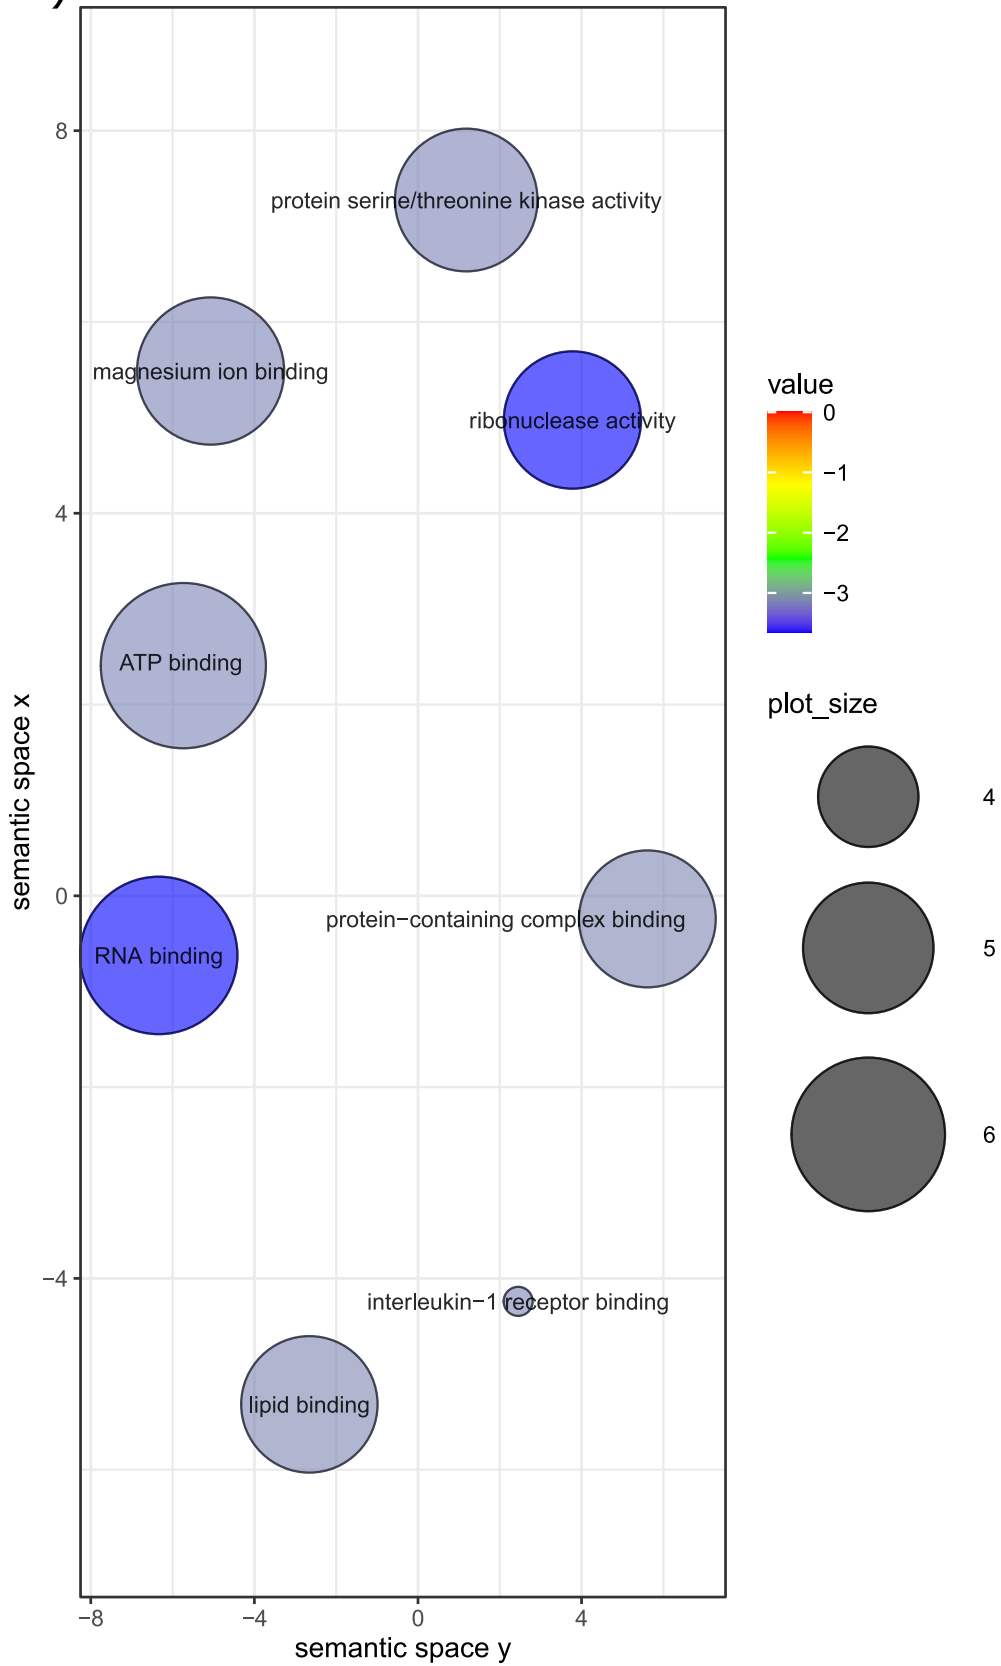 )
8
4
0
−4
semantic space x
protein serine/threonine kinase activity
magnesium ion binding
ribonuclease activity
ATP binding
protein−containing complex binding
RNA binding
interleukin−1 receptor binding
lipid binding
−8
−4
0
4
semantic space y
value
0
−1
−2
−3
plot_size
4
5
6